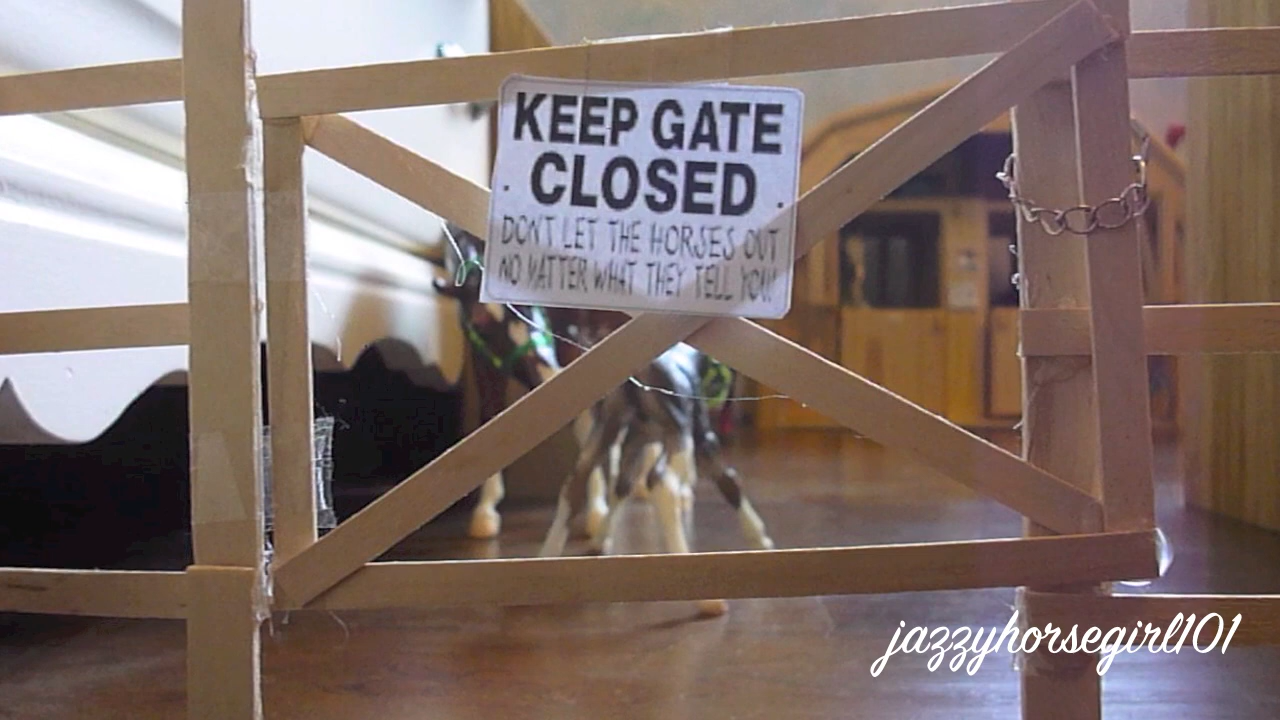 KEEP GATE
CLOSED
DON'T LET THE HORSES OUT
NO MATTER WHAT THEY TELL YOU!
jazzyhorsegirl101